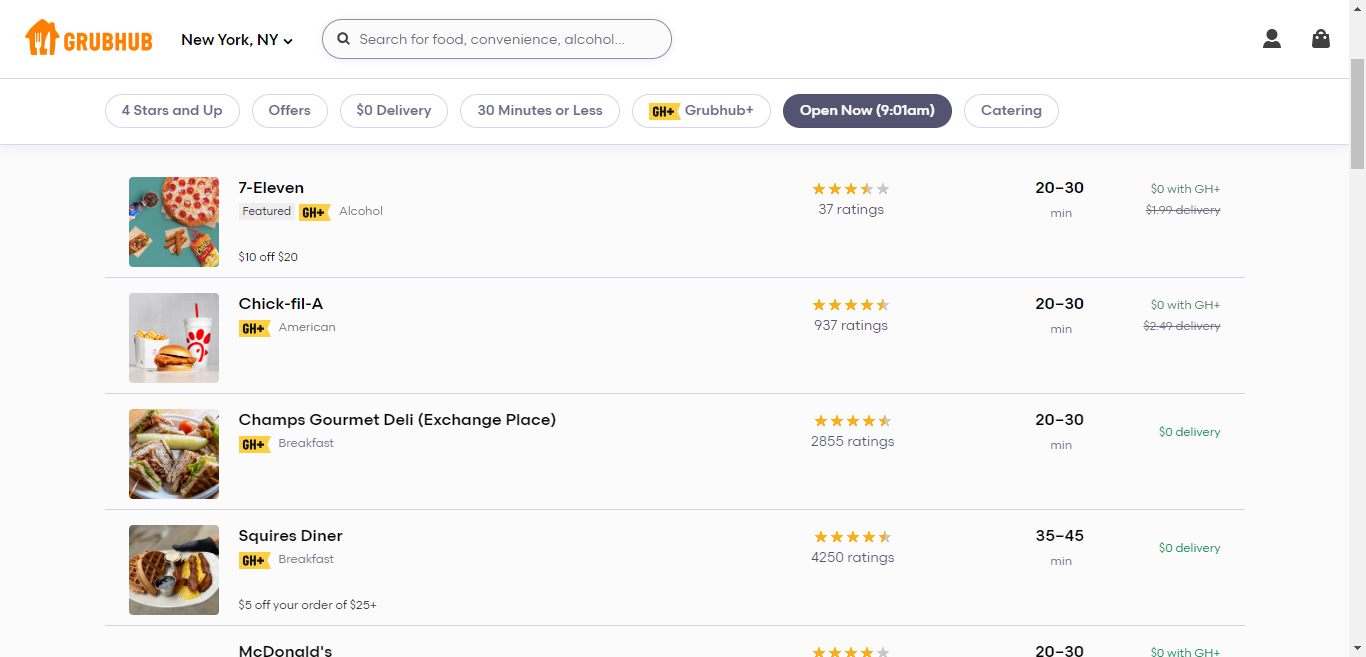 GRUBHUB
New York, NY
Search for food, convenience, alcohol...
4 Stars and Up
Offers
$0 Delivery
30 Minutes or Less
GH+ Grubhub+
Open Now (9:01am)
Catering
7-Eleven
Featured GH+ Alcohol
$10 off $20
37 ratings
20–30
min
$0 with GH+
$1.99 delivery
Chick-fil-A
GH+ American
937 ratings
20–30
min
$0 with GH+
$2.49 delivery
Champs Gourmet Deli (Exchange Place)
GH+ Breakfast
2855 ratings
20–30
min
$0 delivery
Squires Diner
GH+ Breakfast
$5 off your order of $25+
4250 ratings
35–45
min
$0 delivery
McDonald's
20–30
$0 with GH+